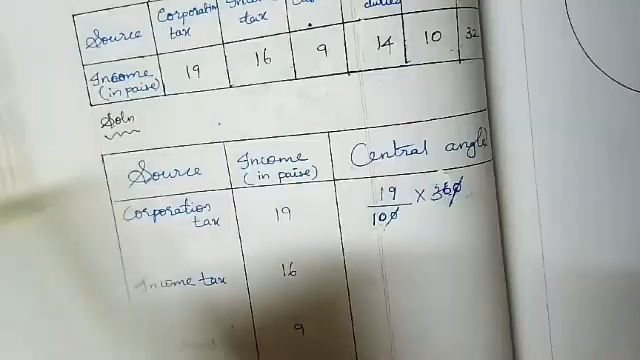 Source Corporation tax tax duties
Income (in paise) 19 16 9 14 10 32
Soln
Source Income (in paise) Central angle
Corporation tax 19 19/100 × 360
Income tax 16
9